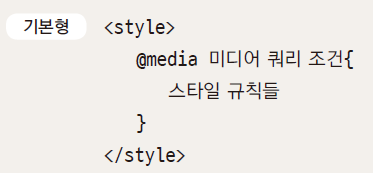 기본형
<style>
@media 미디어 쿼리 조건{
스타일 규칙들
}
</style>